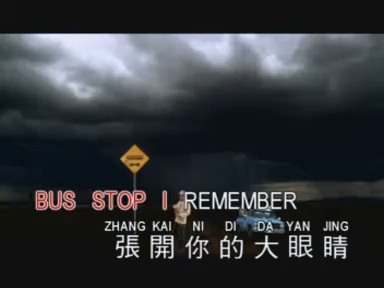 BUS STOP I REMEMBER
ZHANG KAI NI DI DA YAN JING
張開你的大眼睛